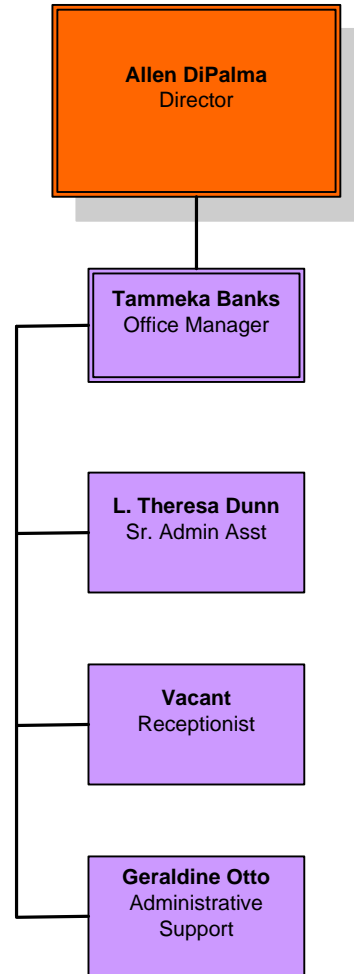 Allen DiPalma
Director
Tammeka Banks
Office Manager
L. Theresa Dunn
Sr. Admin Asst
Vacant
Receptionist
Geraldine Otto
Administrative
Support